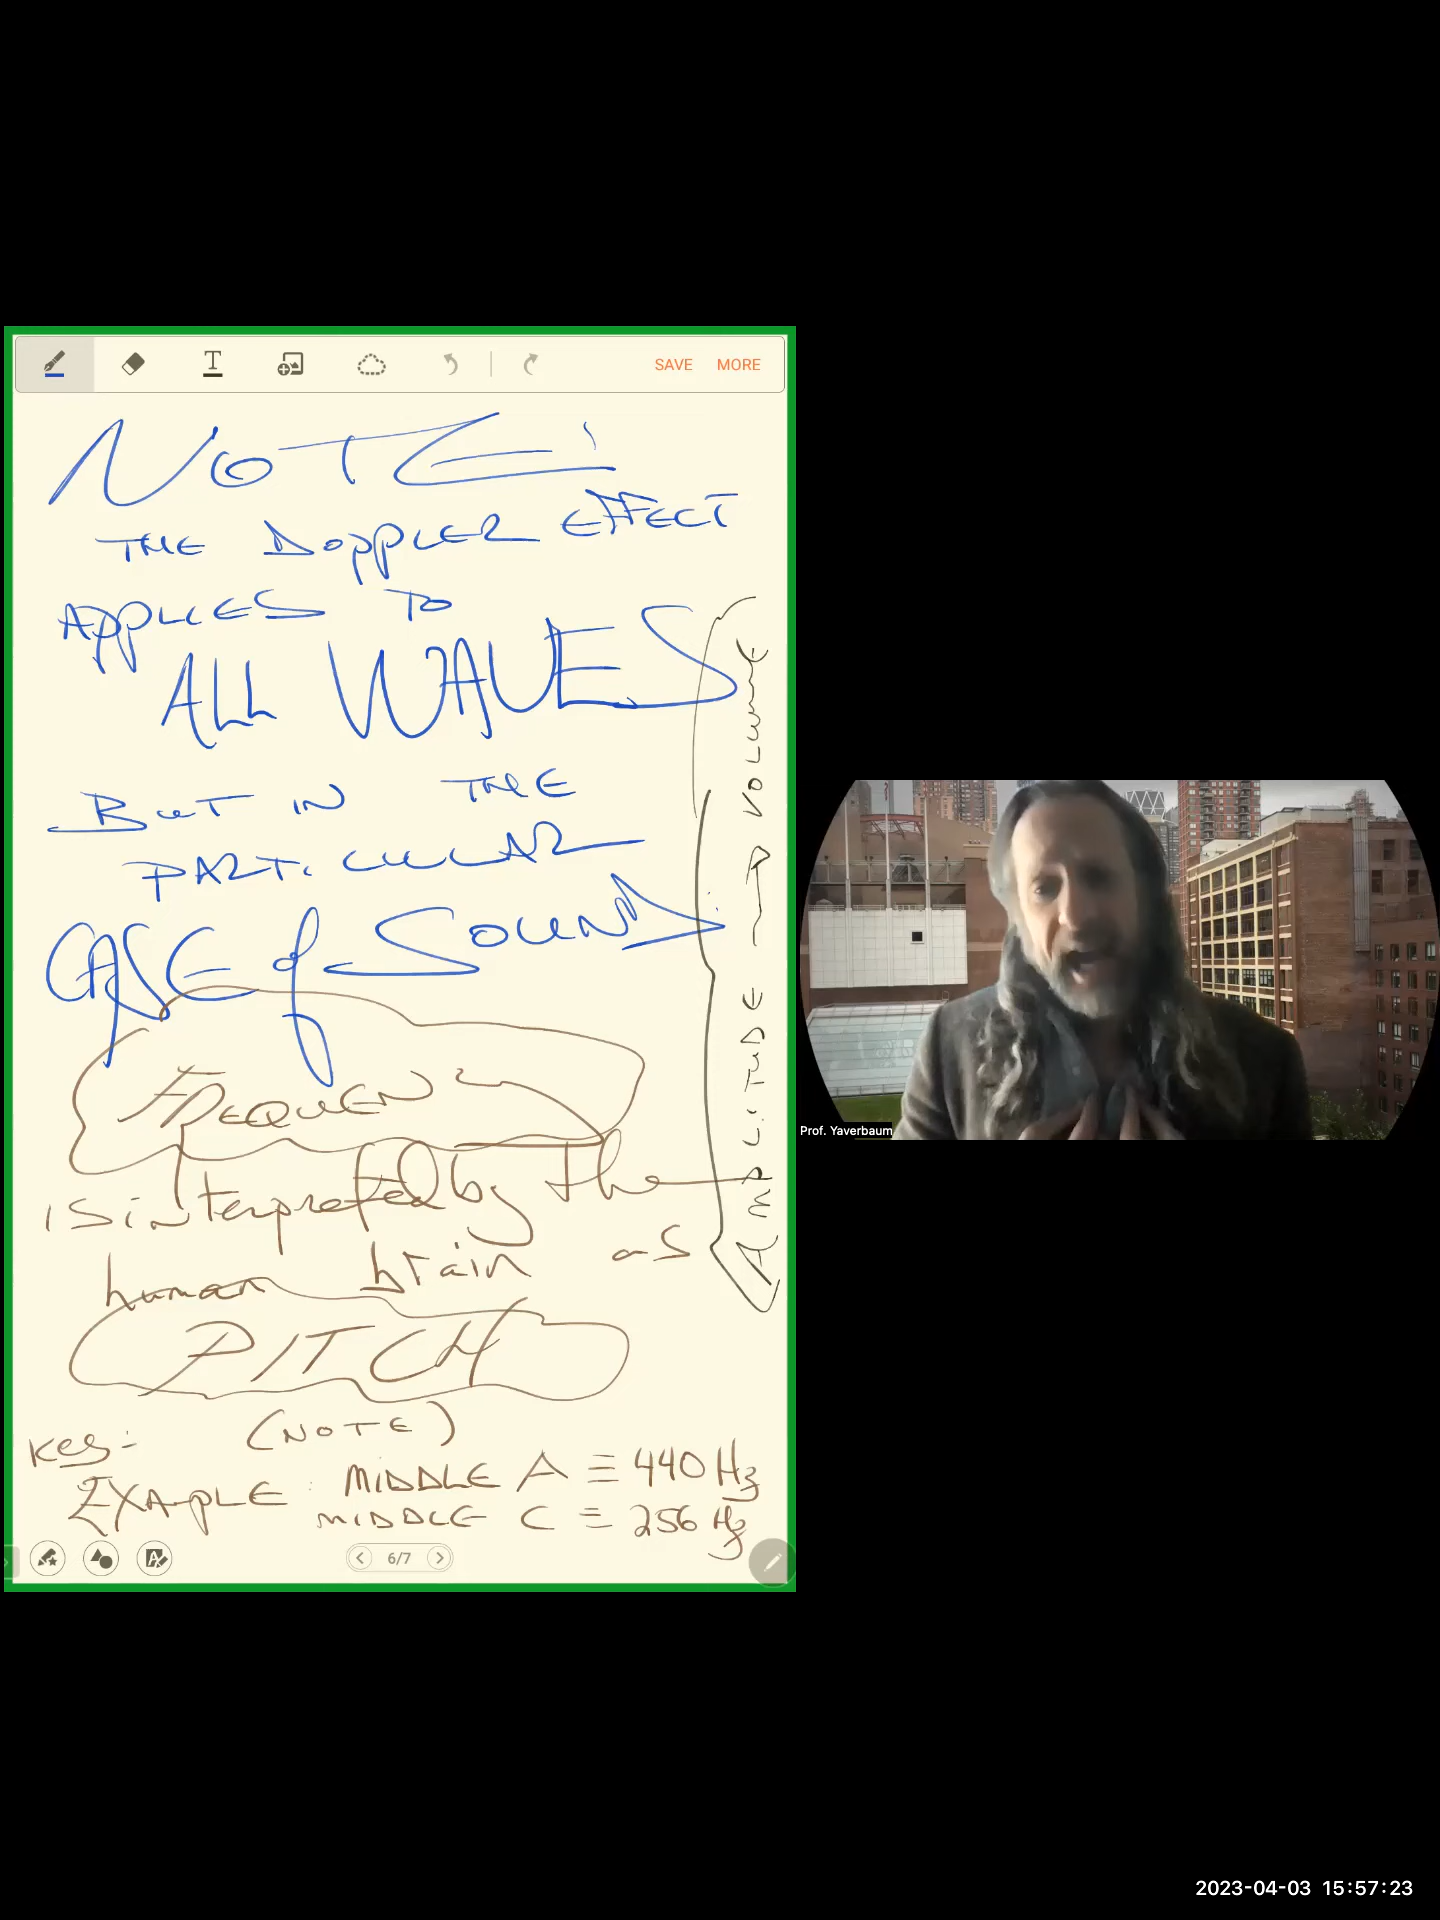 T
SAVE MORE
NOTE:
THE DOPPLER EFFECT
APPLIES TO
ALL WAVES
BUT IN THE
PARTICULAR
CASE of SOUND:
FREQUENCY
is interpreted by the
human brain as
PITCH
(NOTE)
Key:
EXAMPLE: MIDDLE A ≡ 440 Hz
MIDDLE C ≡ 256 Hz
AMPLITUDE → VOLUME
6/7
Prof. Yaverbaum
2023-04-03 15:57:23